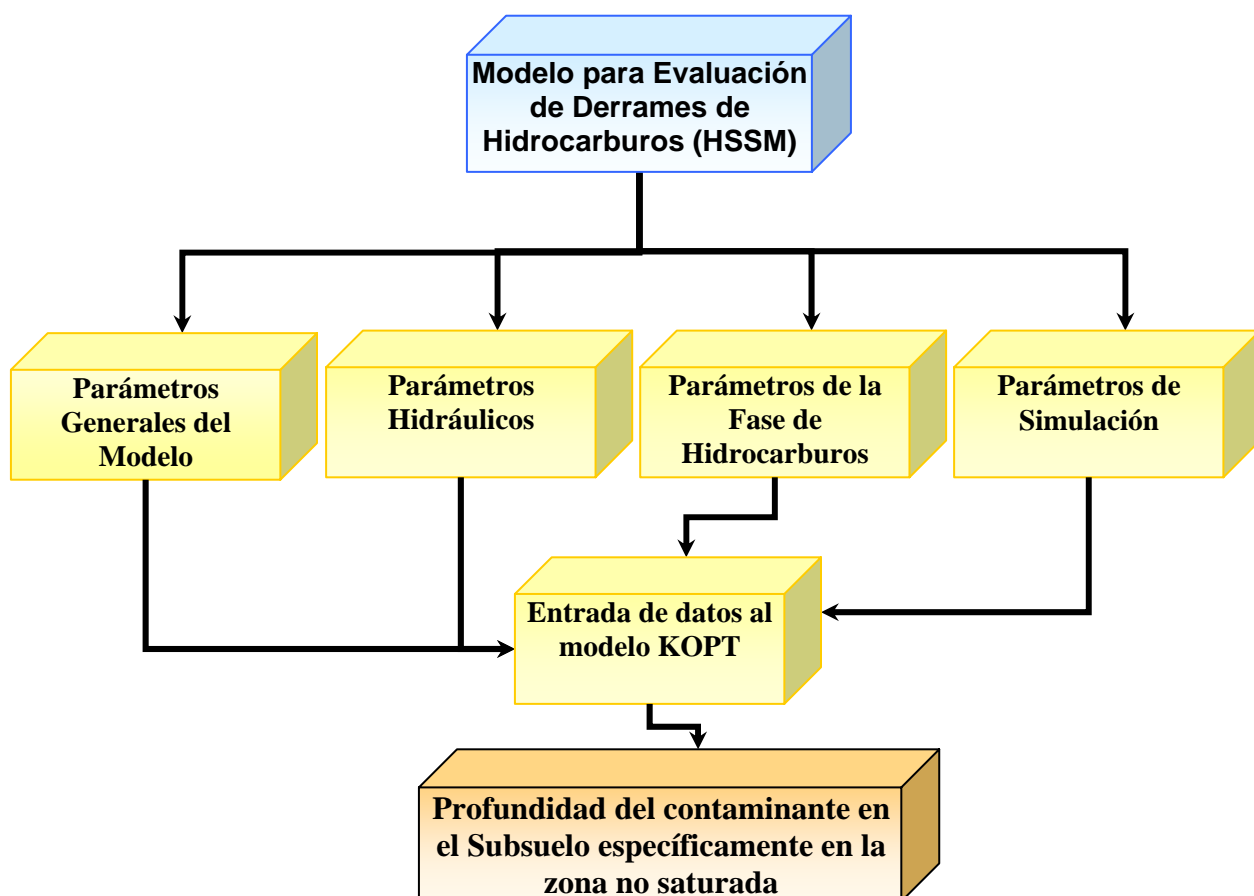 Modelo para Evaluación
de Derrames de
Hidrocarburos (HSSM)
Parámetros
Generales del
Modelo
Parámetros
Hidráulicos
Parámetros de la
Fase de
Hidrocarburos
Parámetros de
Simulación
Entrada de datos al
modelo KOPT
Profundidad del contaminante en
el Subsuelo específicamente en la
zona no saturada